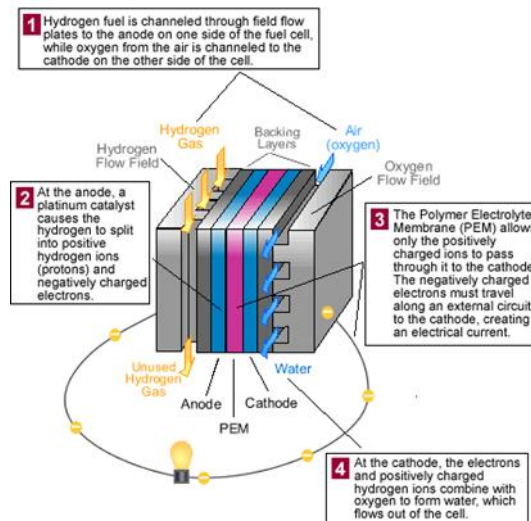 1 Hydrogen fuel is channeled through field flow
plates to the anode on one side of the fuel cell,
while oxygen from the air is channeled to the
cathode on the other side of the cell.
Hydrogen
Gas
Backing
Layers
Air
(oxygen)
Hydrogen
Flow Field
Oxygen
Flow Field
2 At the anode, a
platinum catalyst
causes the
hydrogen to split
into positive
hydrogen ions
(protons) and
negatively charged
electrons.
3 The Polymer Electrolyte
Membrane (PEM) allows
only the positively
charged ions to pass
through it to the cathode.
The negatively charged
electrons must travel
along an external circuit
to the cathode, creating
an electrical current.
Unused
Hydrogen
Gas
Water
Anode
Cathode
PEM
4 At the cathode, the electrons
and positively charged
hydrogen ions combine with
oxygen to form water, which
flows out of the cell.